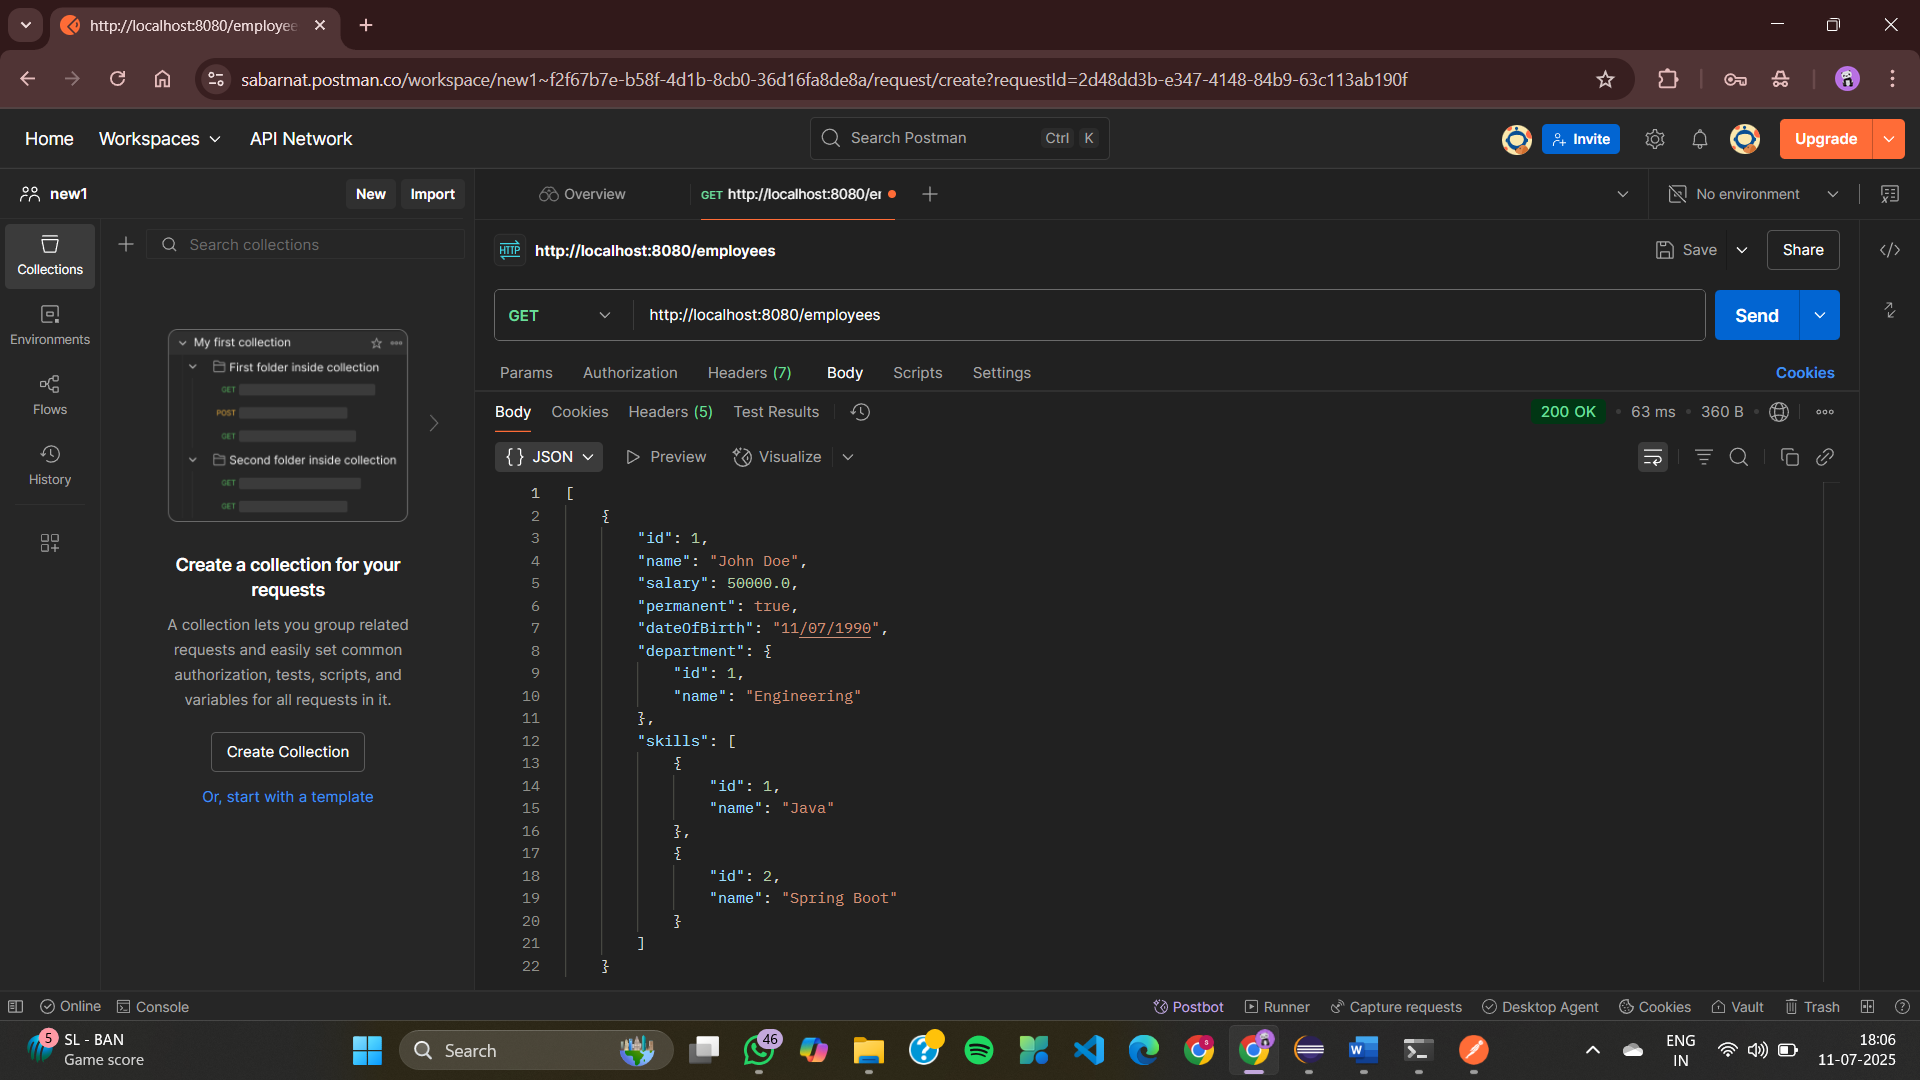 http://localhost:8080/employee
sabarnat.postman.co/workspace/new1~f2f67b7e-b58f-4d1b-8cb0-36d16fa8de8a/request/create?requestId=2d48dd3b-e347-4148-84b9-63c113ab190f
Home Workspaces API Network Search Postman Ctrl K Invite Upgrade
new1 New Import Overview GET http://localhost:8080/er No environment
Collections
Search collections
HTTP http://localhost:8080/employees Save Share
Environments
GET http://localhost:8080/employees Send
My first collection
First folder inside collection
GET
POST
GET
Second folder inside collection
GET
GET
Flows
History
Params Authorization Headers (7) Body Scripts Settings Cookies
Body Cookies Headers (5) Test Results 200 OK 63 ms 360 B
{} JSON Preview Visualize
Create a collection for your
requests
A collection lets you group related
requests and easily set common
authorization, tests, scripts, and
variables for all requests in it.
Create Collection
Or, start with a template
1 [
2 {
3 "id": 1,
4 "name": "John Doe",
5 "salary": 50000.0,
6 "permanent": true,
7 "dateOfBirth": "11/07/1990",
8 "department": {
9 "id": 1,
10 "name": "Engineering"
11 },
12 "skills": [
13 {
14 "id": 1,
15 "name": "Java"
16 },
17 {
18 "id": 2,
19 "name": "Spring Boot"
20 }
21 ]
22 }
Online Console Postbot Runner Capture requests Desktop Agent Cookies Vault Trash
5 SL - BAN
Game score
Search
46
8
ENG
IN
18:06
11-07-2025